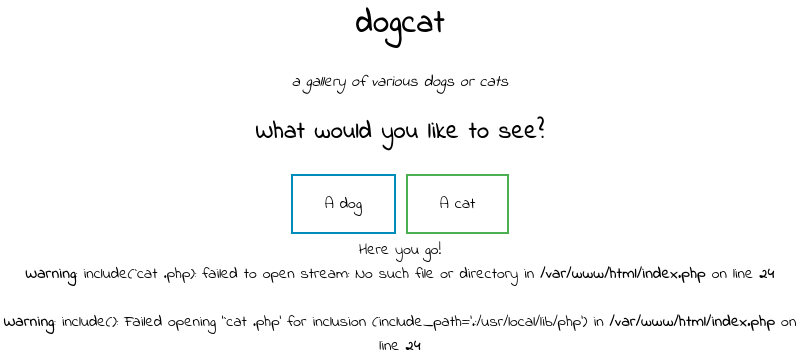 dogcat
a gallery of various dogs or cats
What would you like to see?
A dog
A cat
Here you go!
Warning: include(`cat .php): failed to open stream: No such file or directory in /var/www/html/index.php on line 24
Warning: include(): Failed opening '`cat .php' for inclusion (include_path='.:/usr/local/lib/php') in /var/www/html/index.php on
line 24